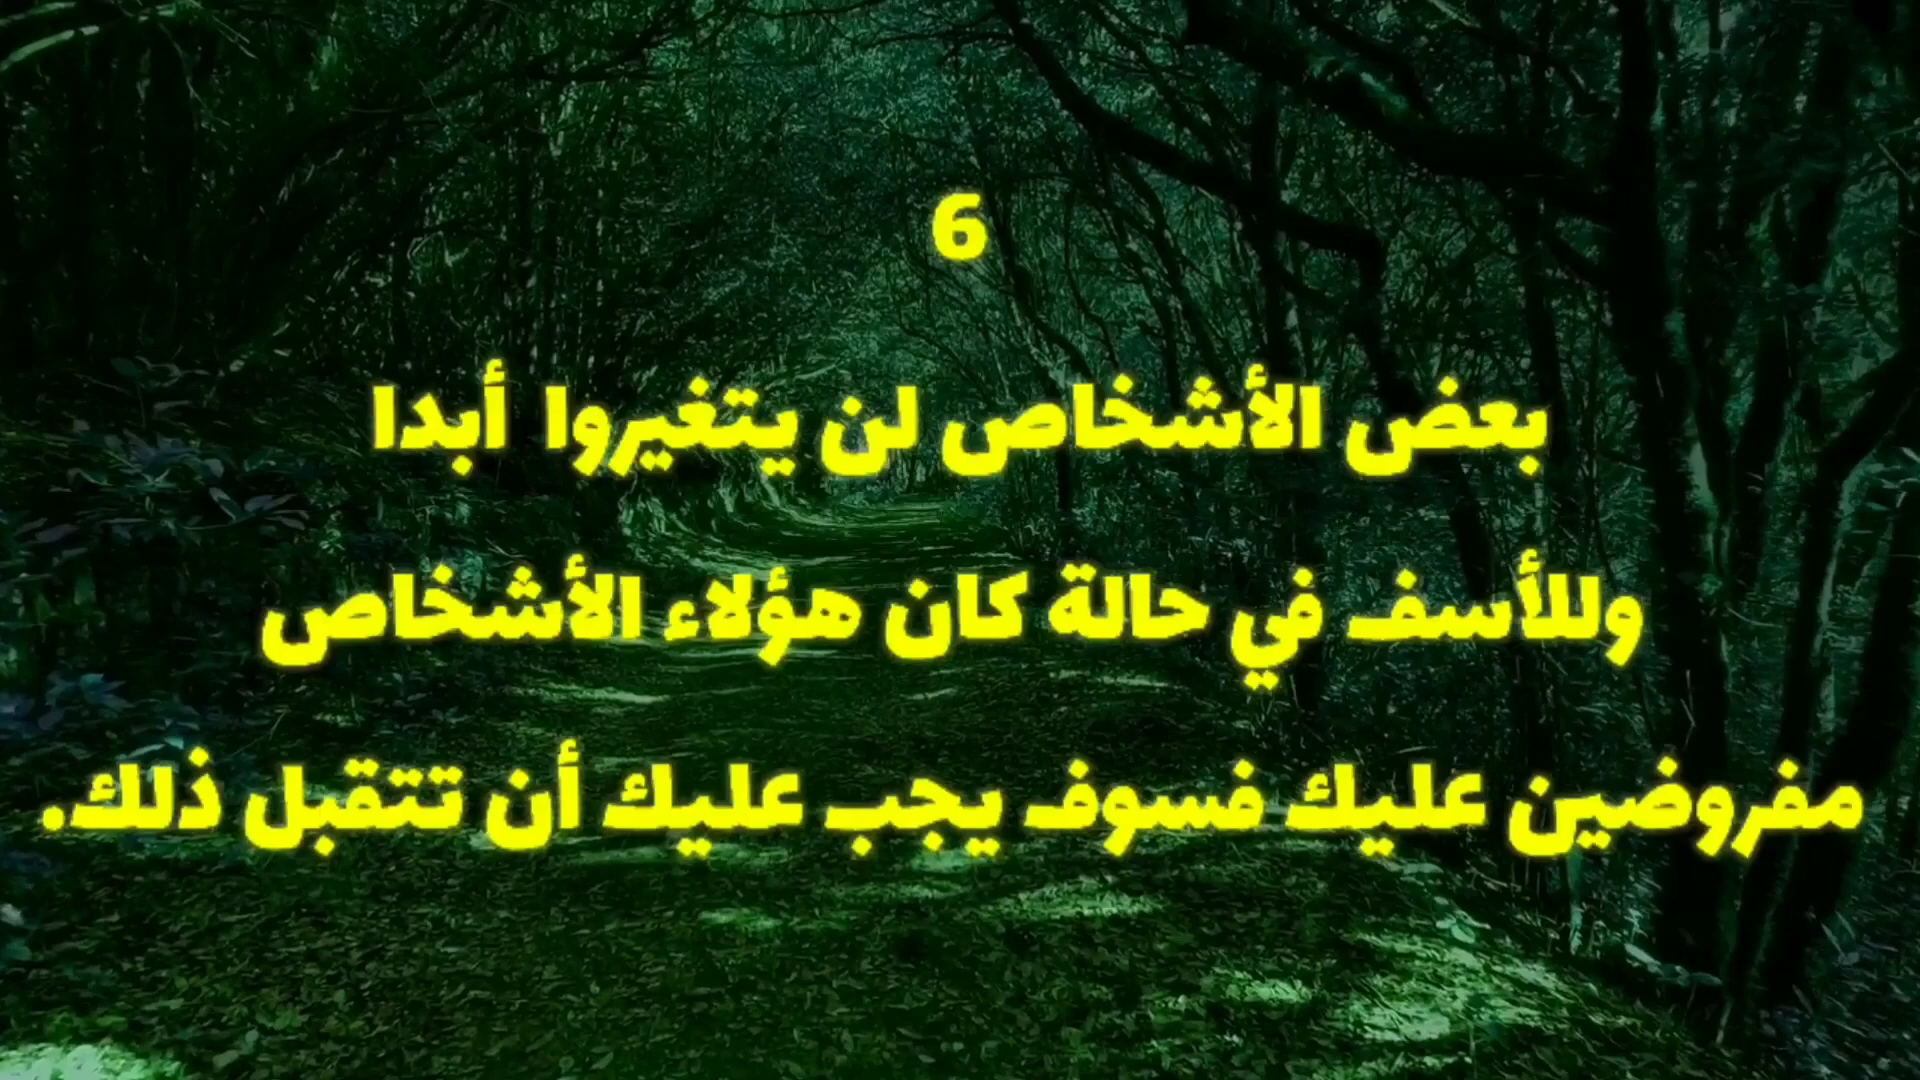 6
بعض الأشخاص لن يتغيروا أبدا
وللأسف في حالة كان هؤلاء الأشخاص
مفروضين عليك فسوف يجب عليك أن تتقبل ذلك.